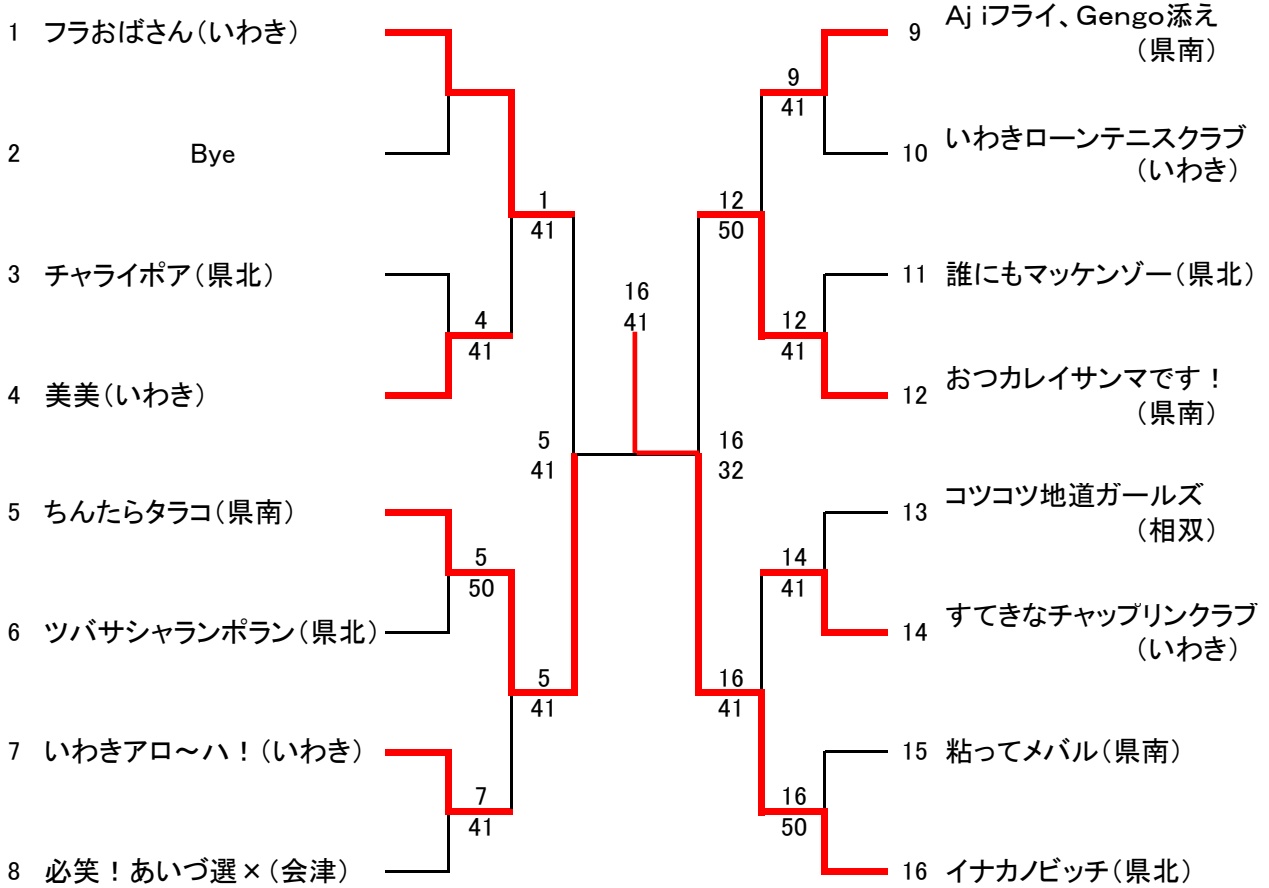 1 フラおばさん(いわき)
2 Bye
3 チャライポア(県北)
4 美美(いわき)
5 ちんたらタラコ(県南)
6 ツバサシャランポラン(県北)
7 いわきアロ～ハ！(いわき)
8 必笑！あいづ選×(会津)
1
41
4
41
5
41
5
50
5
41
7
41
16
41
9
41
12
50
12
41
16
32
14
41
16
41
16
50
9 Ajiフライ、Gengo添え
(県南)
10 いわきローンテニスクラブ
(いわき)
11 誰にもマッケンゾー(県北)
12 おつカレイサンマです！
(県南)
13 コツコツ地道ガールズ
(相双)
14 すてきなチャップリンクラブ
(いわき)
15 粘ってメバル(県南)
16 イナカノビッチ(県北)